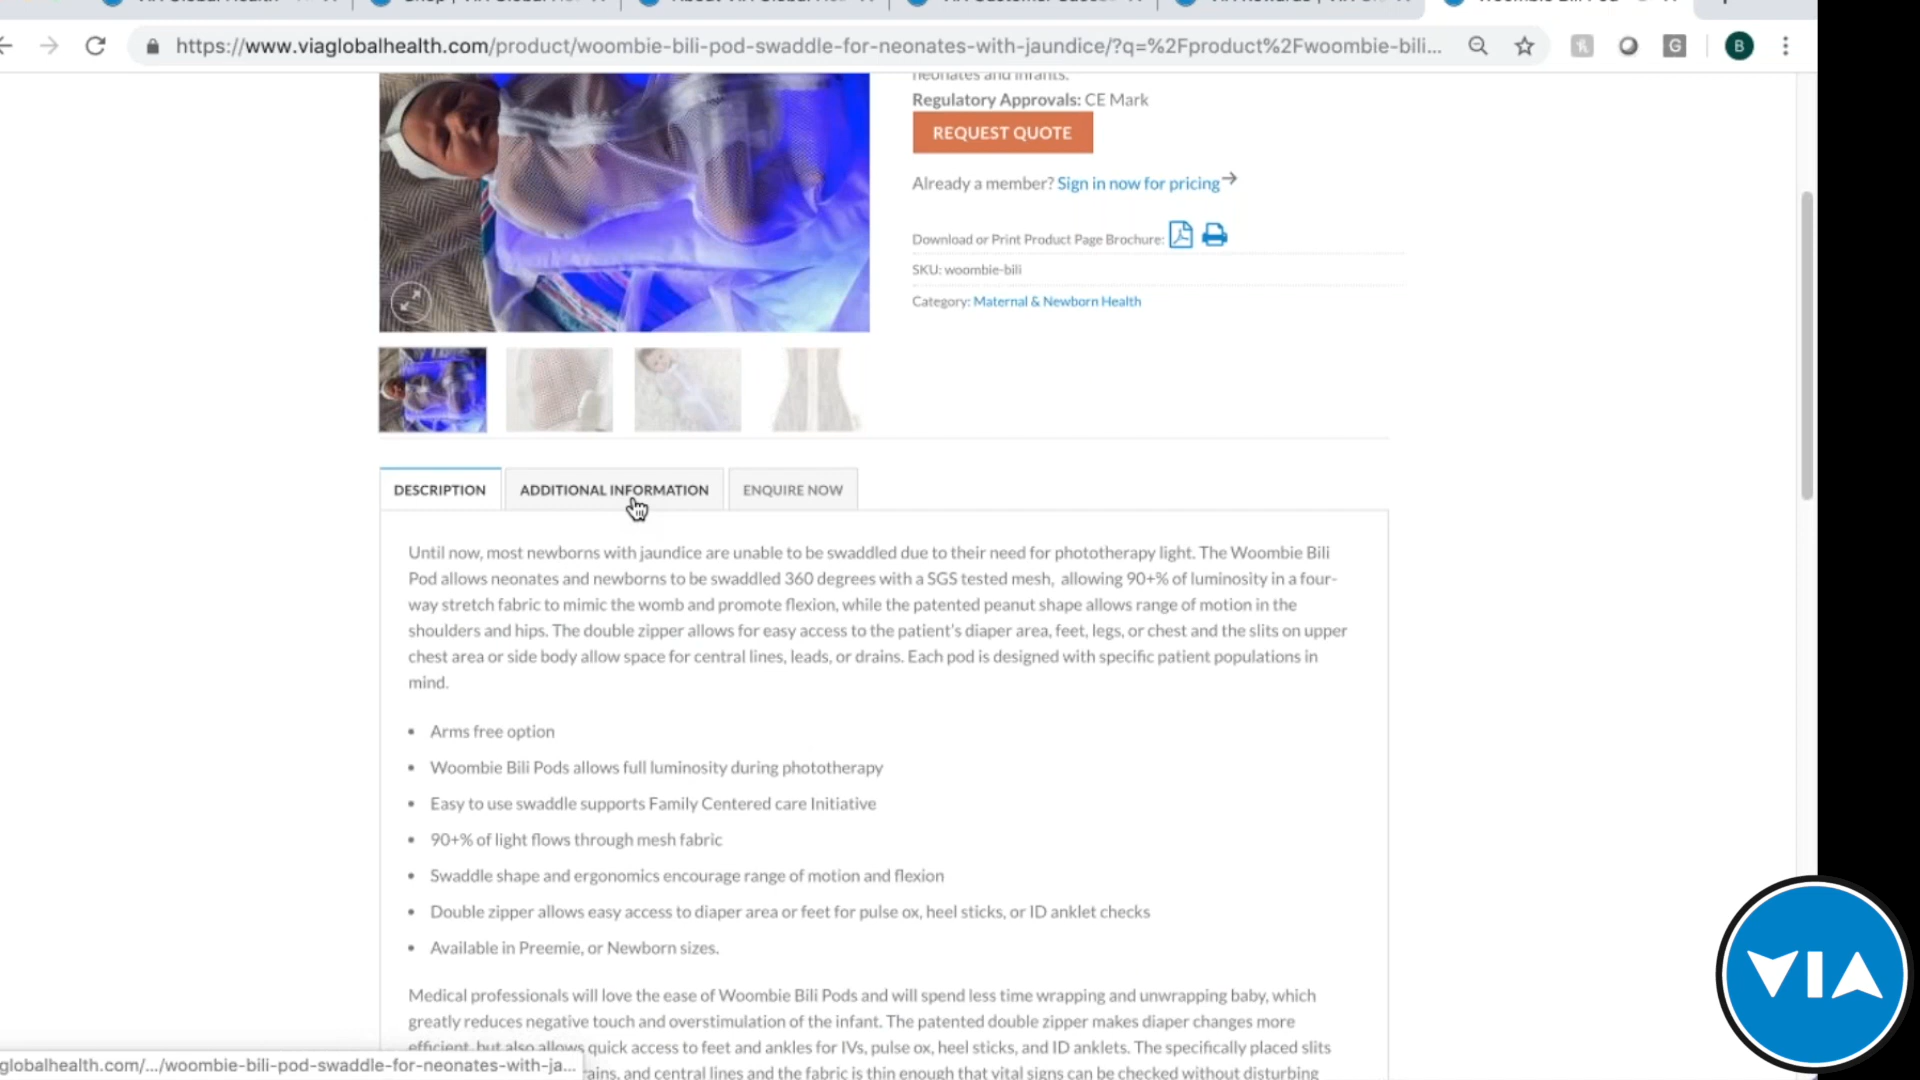 https://www.viaglobalhealth.com/product/woombie-bili-pod-swaddle-for-neonates-with-jaundice/?q=%2Fproduct%2Fwoombie-bili...
G
B
neonates and infants.
Regulatory Approvals: CE Mark
REQUEST QUOTE
Already a member? Sign in now for pricing
Download or Print Product Page Brochure:
SKU: woombie-bili
Category: Maternal & Newborn Health
DESCRIPTION
ADDITIONAL INFORMATION
ENQUIRE NOW
Until now, most newborns with jaundice are unable to be swaddled due to their need for phototherapy light. The Woombie Bili
Pod allows neonates and newborns to be swaddled 360 degrees with a SGS tested mesh, allowing 90+% of luminosity in a four-
way stretch fabric to mimic the womb and promote flexion, while the patented peanut shape allows range of motion in the
shoulders and hips. The double zipper allows for easy access to the patient's diaper area, feet, legs, or chest and the slits on upper
chest area or side body allow space for central lines, leads, or drains. Each pod is designed with specific patient populations in
mind.
• Arms free option
• Woombie Bili Pods allows full luminosity during phototherapy
• Easy to use swaddle supports Family Centered care Initiative
• 90+% of light flows through mesh fabric
• Swaddle shape and ergonomics encourage range of motion and flexion
• Double zipper allows easy access to diaper area or feet for pulse ox, heel sticks, or ID anklet checks
• Available in Preemie, or Newborn sizes.
Medical professionals will love the ease of Woombie Bili Pods and will spend less time wrapping and unwrapping baby, which
greatly reduces negative touch and overstimulation of the infant. The patented double zipper makes diaper changes more
efficient, but also allows quick access to feet and ankles for IVs, pulse ox, heel sticks, and ID anklets. The specifically placed slits
globalhealth.com/.../woombie-bili-pod-swaddle-for-neonates-with-ja...
rains, and central lines and the fabric is thin enough that vital signs can be checked without disturbing
VIA